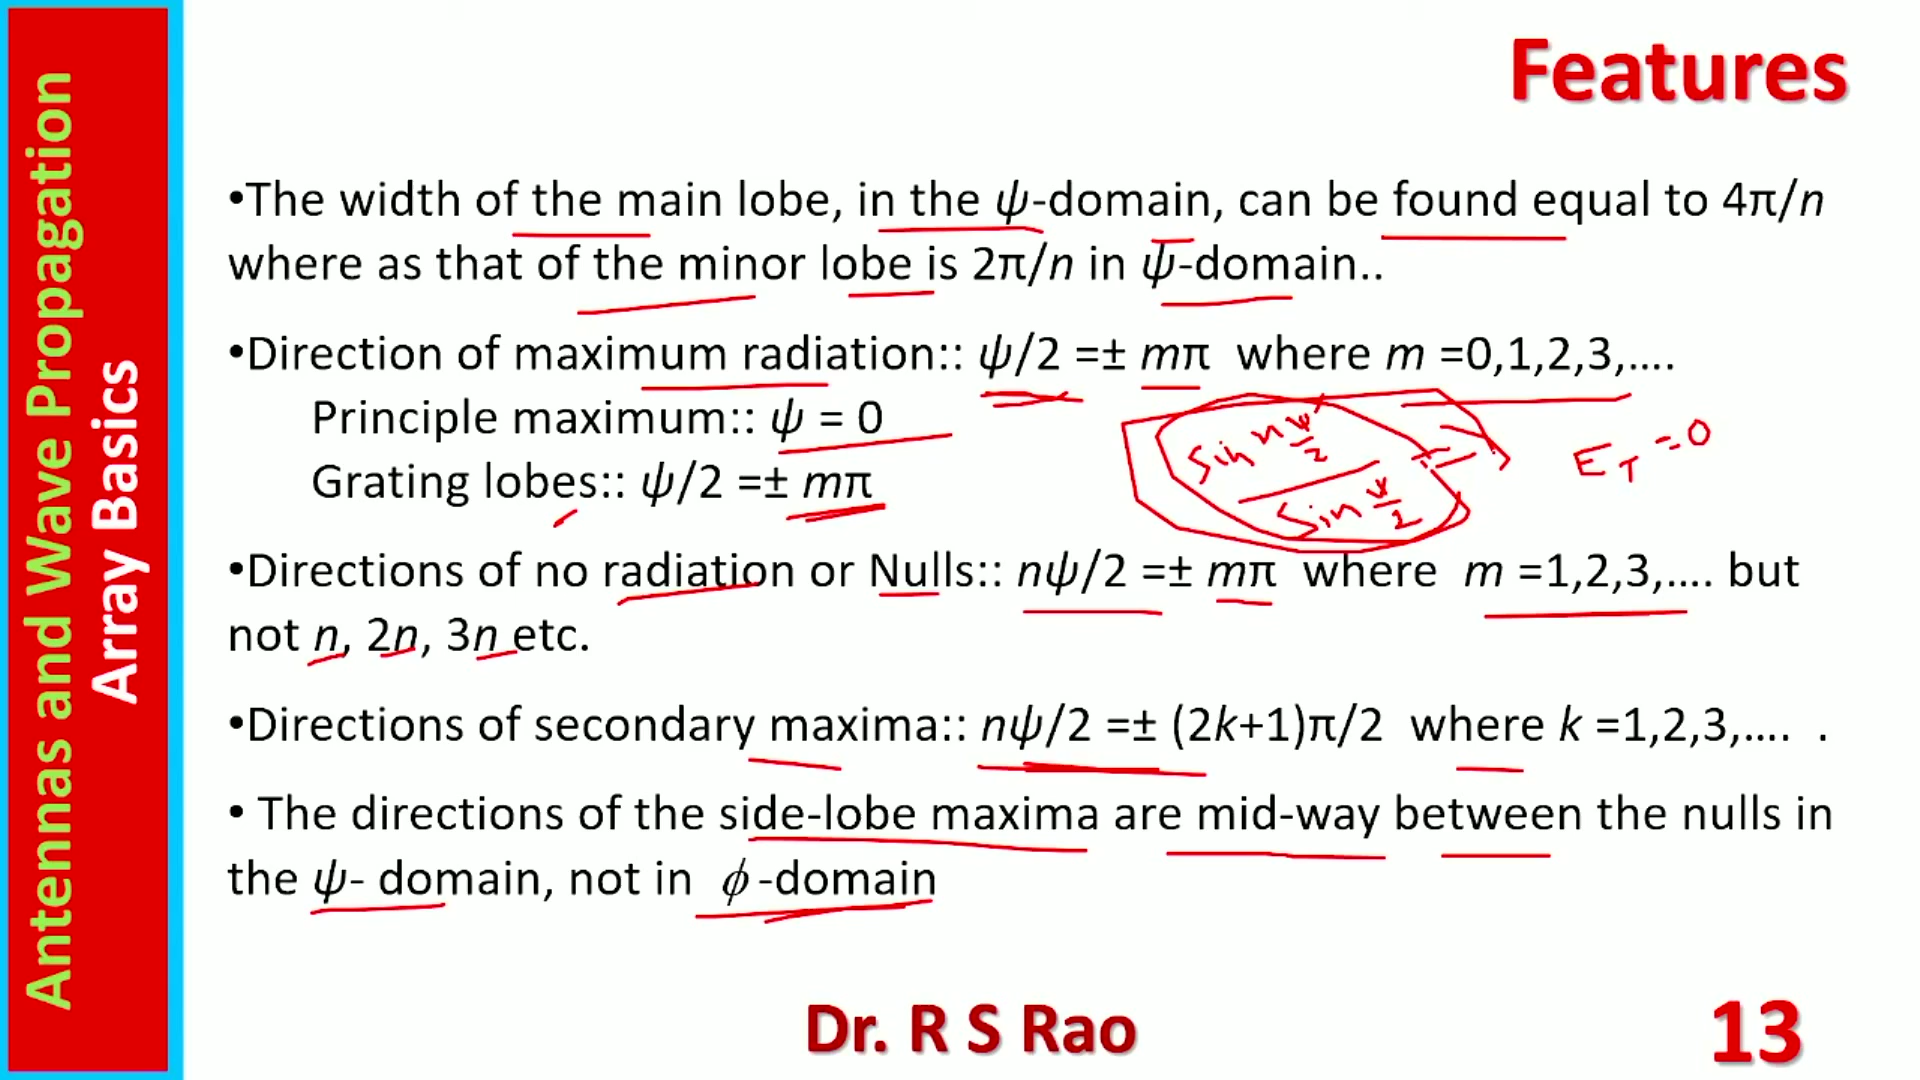 Antennas and Wave Propagation
Array Basics
Features
•The width of the main lobe, in the ψ-domain, can be found equal to 4π/n
where as that of the minor lobe is 2π/n in ψ-domain..
•Direction of maximum radiation:: ψ/2 =± mπ where m =0,1,2,3,....
Principle maximum:: ψ = 0
Grating lobes:: ψ/2 =± mπ
Sin n ψ/2
Sin ψ/2
E_T = 0
•Directions of no radiation or Nulls:: nψ/2 =± mπ where m =1,2,3,.... but
not n, 2n, 3n etc.
•Directions of secondary maxima:: nψ/2 =± (2k+1)π/2 where k =1,2,3,.... .
• The directions of the side-lobe maxima are mid-way between the nulls in
the ψ- domain, not in ϕ-domain
Dr. R S Rao
13